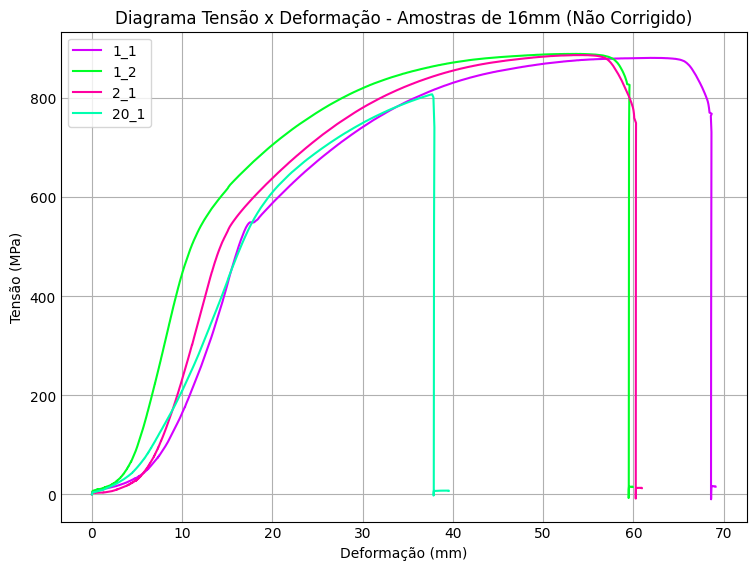 Diagrama Tensão x Deformação - Amostras de 16mm (Não Corrigido)
1_1
1_2
2_1
20_1
Tensão (MPa)
800
600
400
200
0
0 10 20 30 40 50 60 70
Deformação (mm)